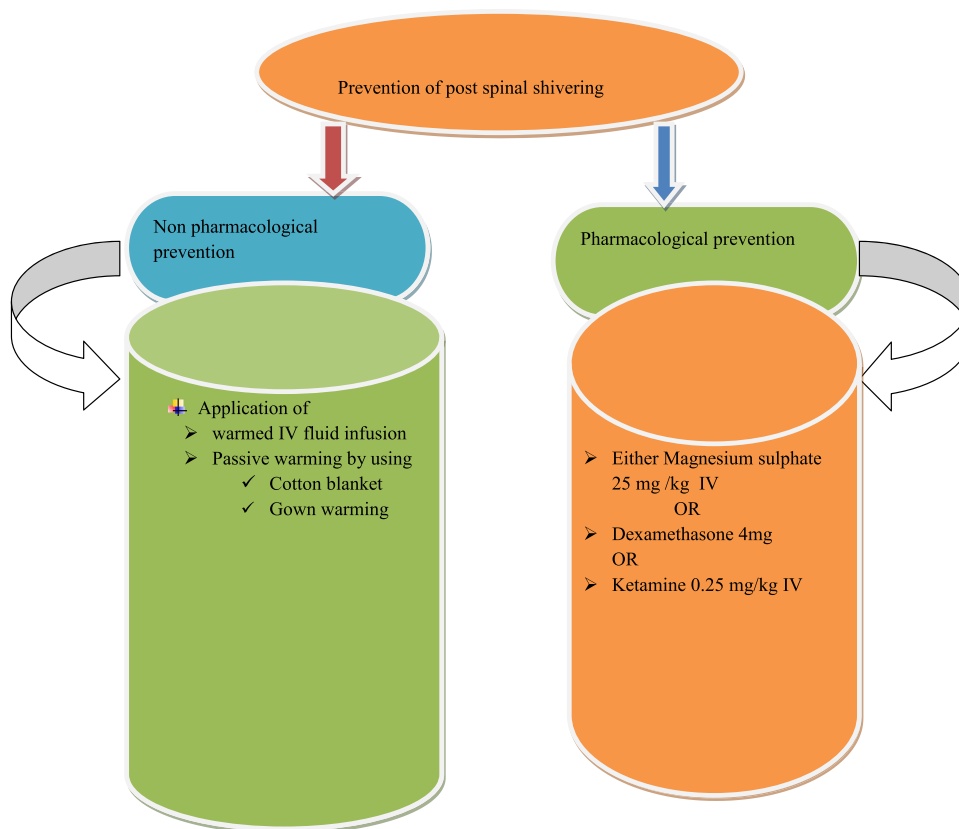 Prevention of post spinal shivering
Non pharmacological
prevention
Pharmacological prevention
Application of
warmed IV fluid infusion
Passive warming by using
Cotton blanket
Gown warming
Either Magnesium sulphate
25 mg /kg IV
OR
Dexamethasone 4mg
OR
Ketamine 0.25 mg/kg IV